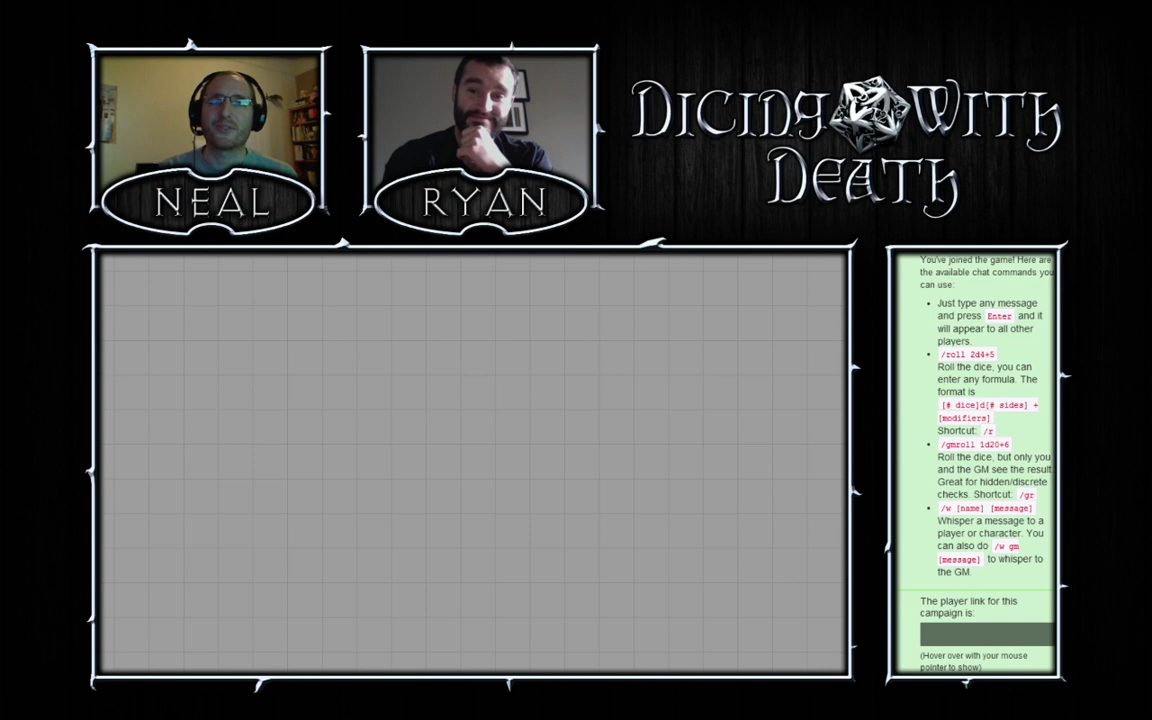 NEAL
RYAN
DICING WITH
DEATH
You've joined the game! Here are
the available chat commands you
can use:
Just type any message
and press Enter and it
will appear to all other
players.
/roll 2d4+5
Roll the dice, you can
enter any formula. The
format is
[# dice]d[# sides] +
[modifiers]
Shortcut: /r
/gmroll 1d20+6
Roll the dice, but only you
and the GM see the result.
Great for hidden/discrete
checks. Shortcut: /gr
/w [name] [message]
Whisper a message to a
player or character. You
can also do /w gm
[message] to whisper to
the GM.
The player link for this
campaign is:
(Hover over with your mouse
pointer to show)